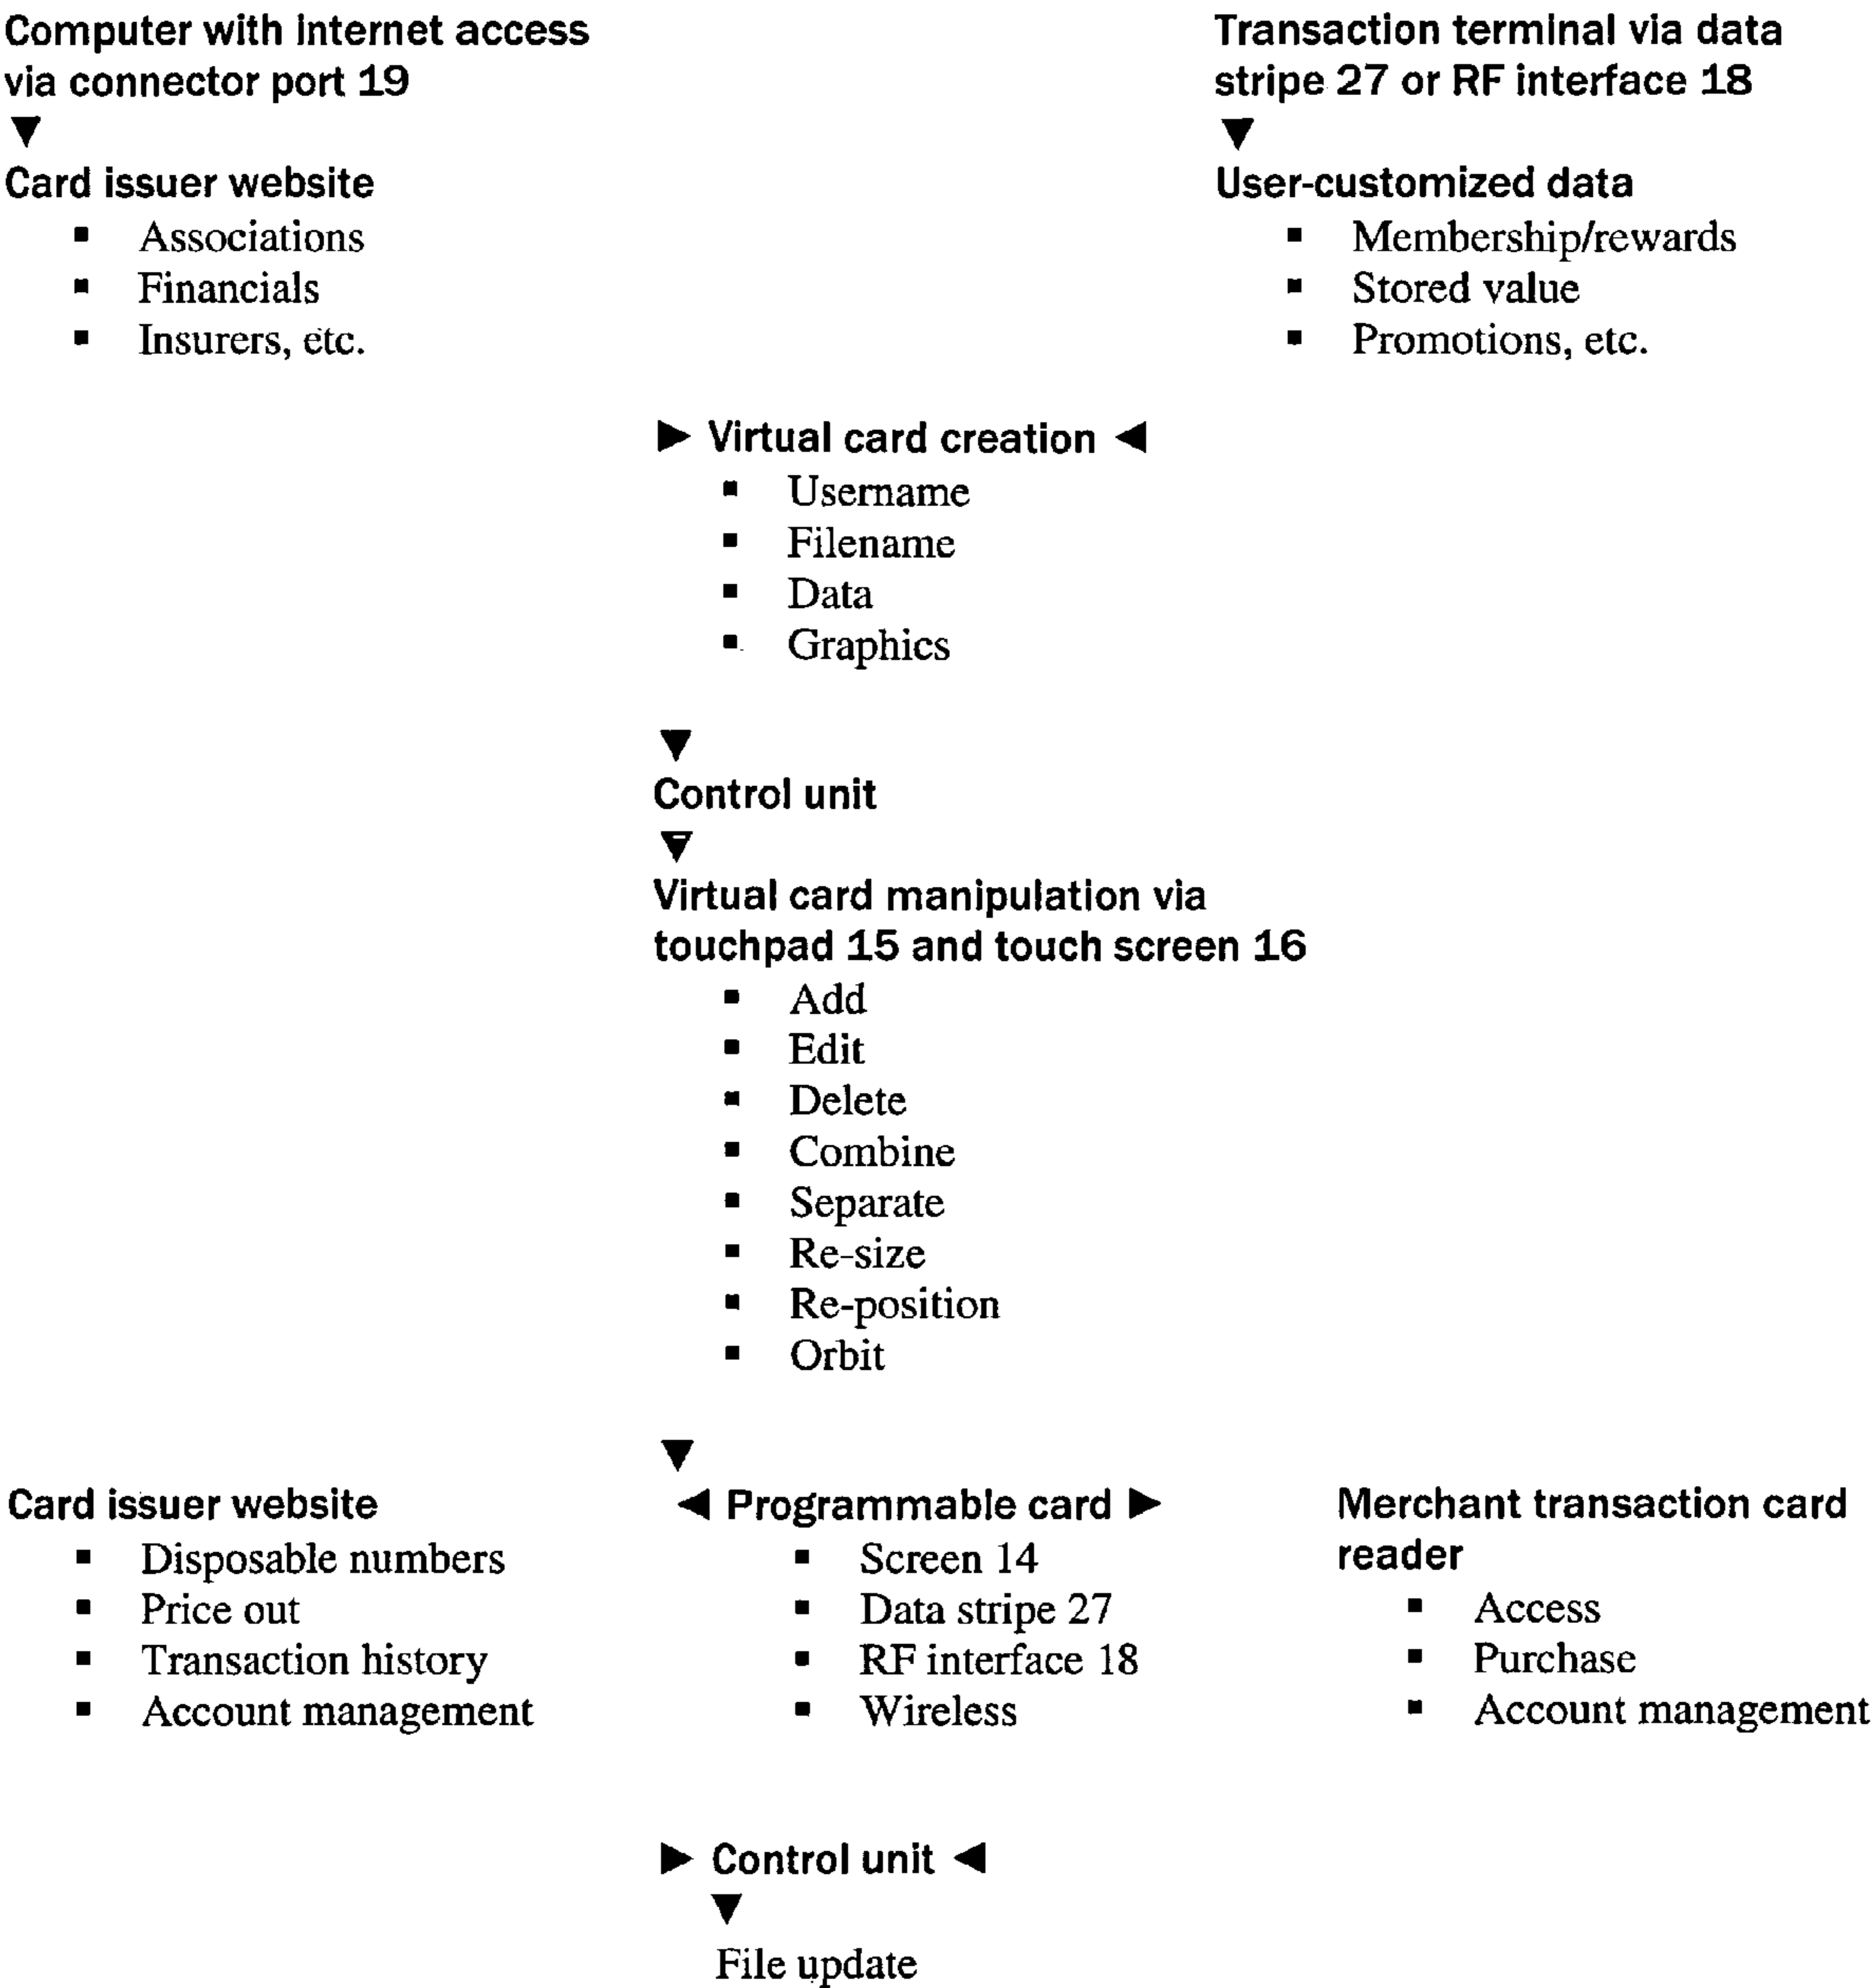 Computer with Internet access
via connector port 19
▼
Card issuer website
▪ Associations
▪ Financials
▪ Insurers, etc.
Transaction terminal via data
stripe 27 or RF interface 18
▼
User-customized data
▪ Membership/rewards
▪ Stored value
▪ Promotions, etc.
► Virtual card creation ◄
▪ Username
▪ Filename
▪ Data
▪ Graphics
▼
Control unit
▼
Virtual card manipulation via
touchpad 15 and touch screen 16
▪ Add
▪ Edit
▪ Delete
▪ Combine
▪ Separate
▪ Re-size
▪ Re-position
▪ Orbit
▼
Card issuer website
▪ Disposable numbers
▪ Price out
▪ Transaction history
▪ Account management
◄ Programmable card ►
▪ Screen 14
▪ Data stripe 27
▪ RF interface 18
▪ Wireless
Merchant transaction card
reader
▪ Access
▪ Purchase
▪ Account management
► Control unit ◄
▼
File update